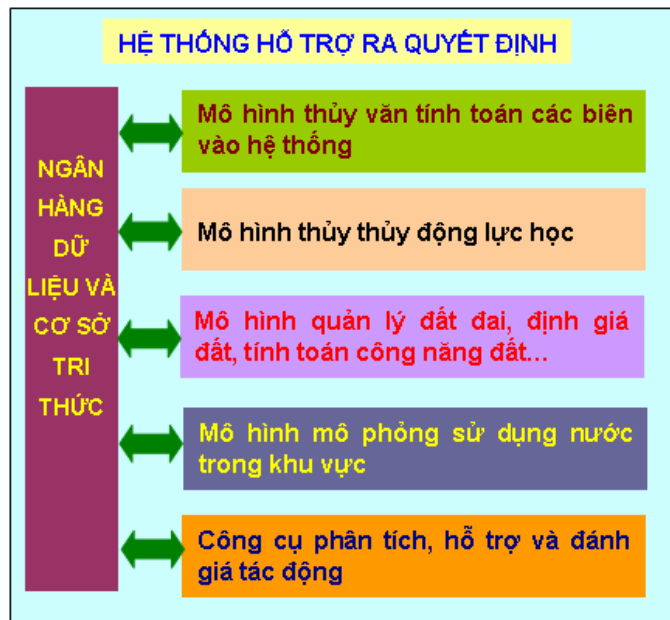 HỆ THỐNG HỖ TRỢ RA QUYẾT ĐỊNH
NGÂN
HÀNG
DỮ
LIỆU VÀ
CƠ SỞ
TRI
THỨC
Mô hình thủy văn tính toán các biên
vào hệ thống
Mô hình thủy thủy động lực học
Mô hình quản lý đất đai, định giá
đất, tính toán công năng đất...
Mô hình mô phỏng sử dụng nước
trong khu vực
Công cụ phân tích, hỗ trợ và đánh
giá tác động